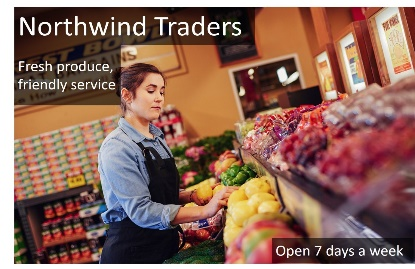 Northwind Traders
Fresh produce,
friendly service
Open 7 days a week